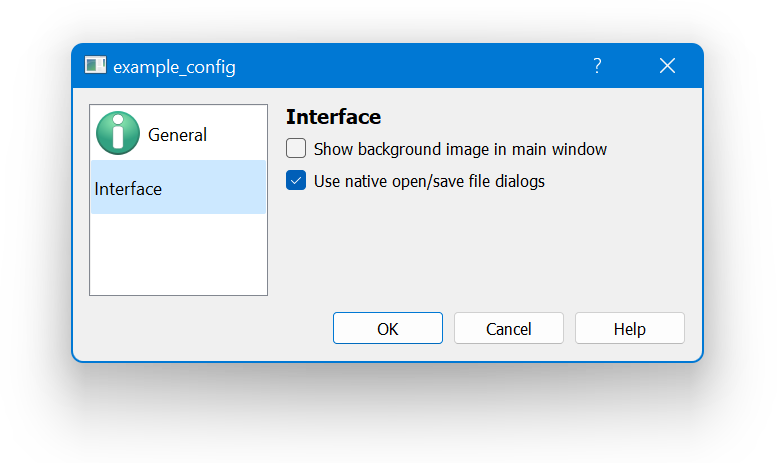 example_config
General
Interface
Interface
Show background image in main window
Use native open/save file dialogs
OK
Cancel
Help